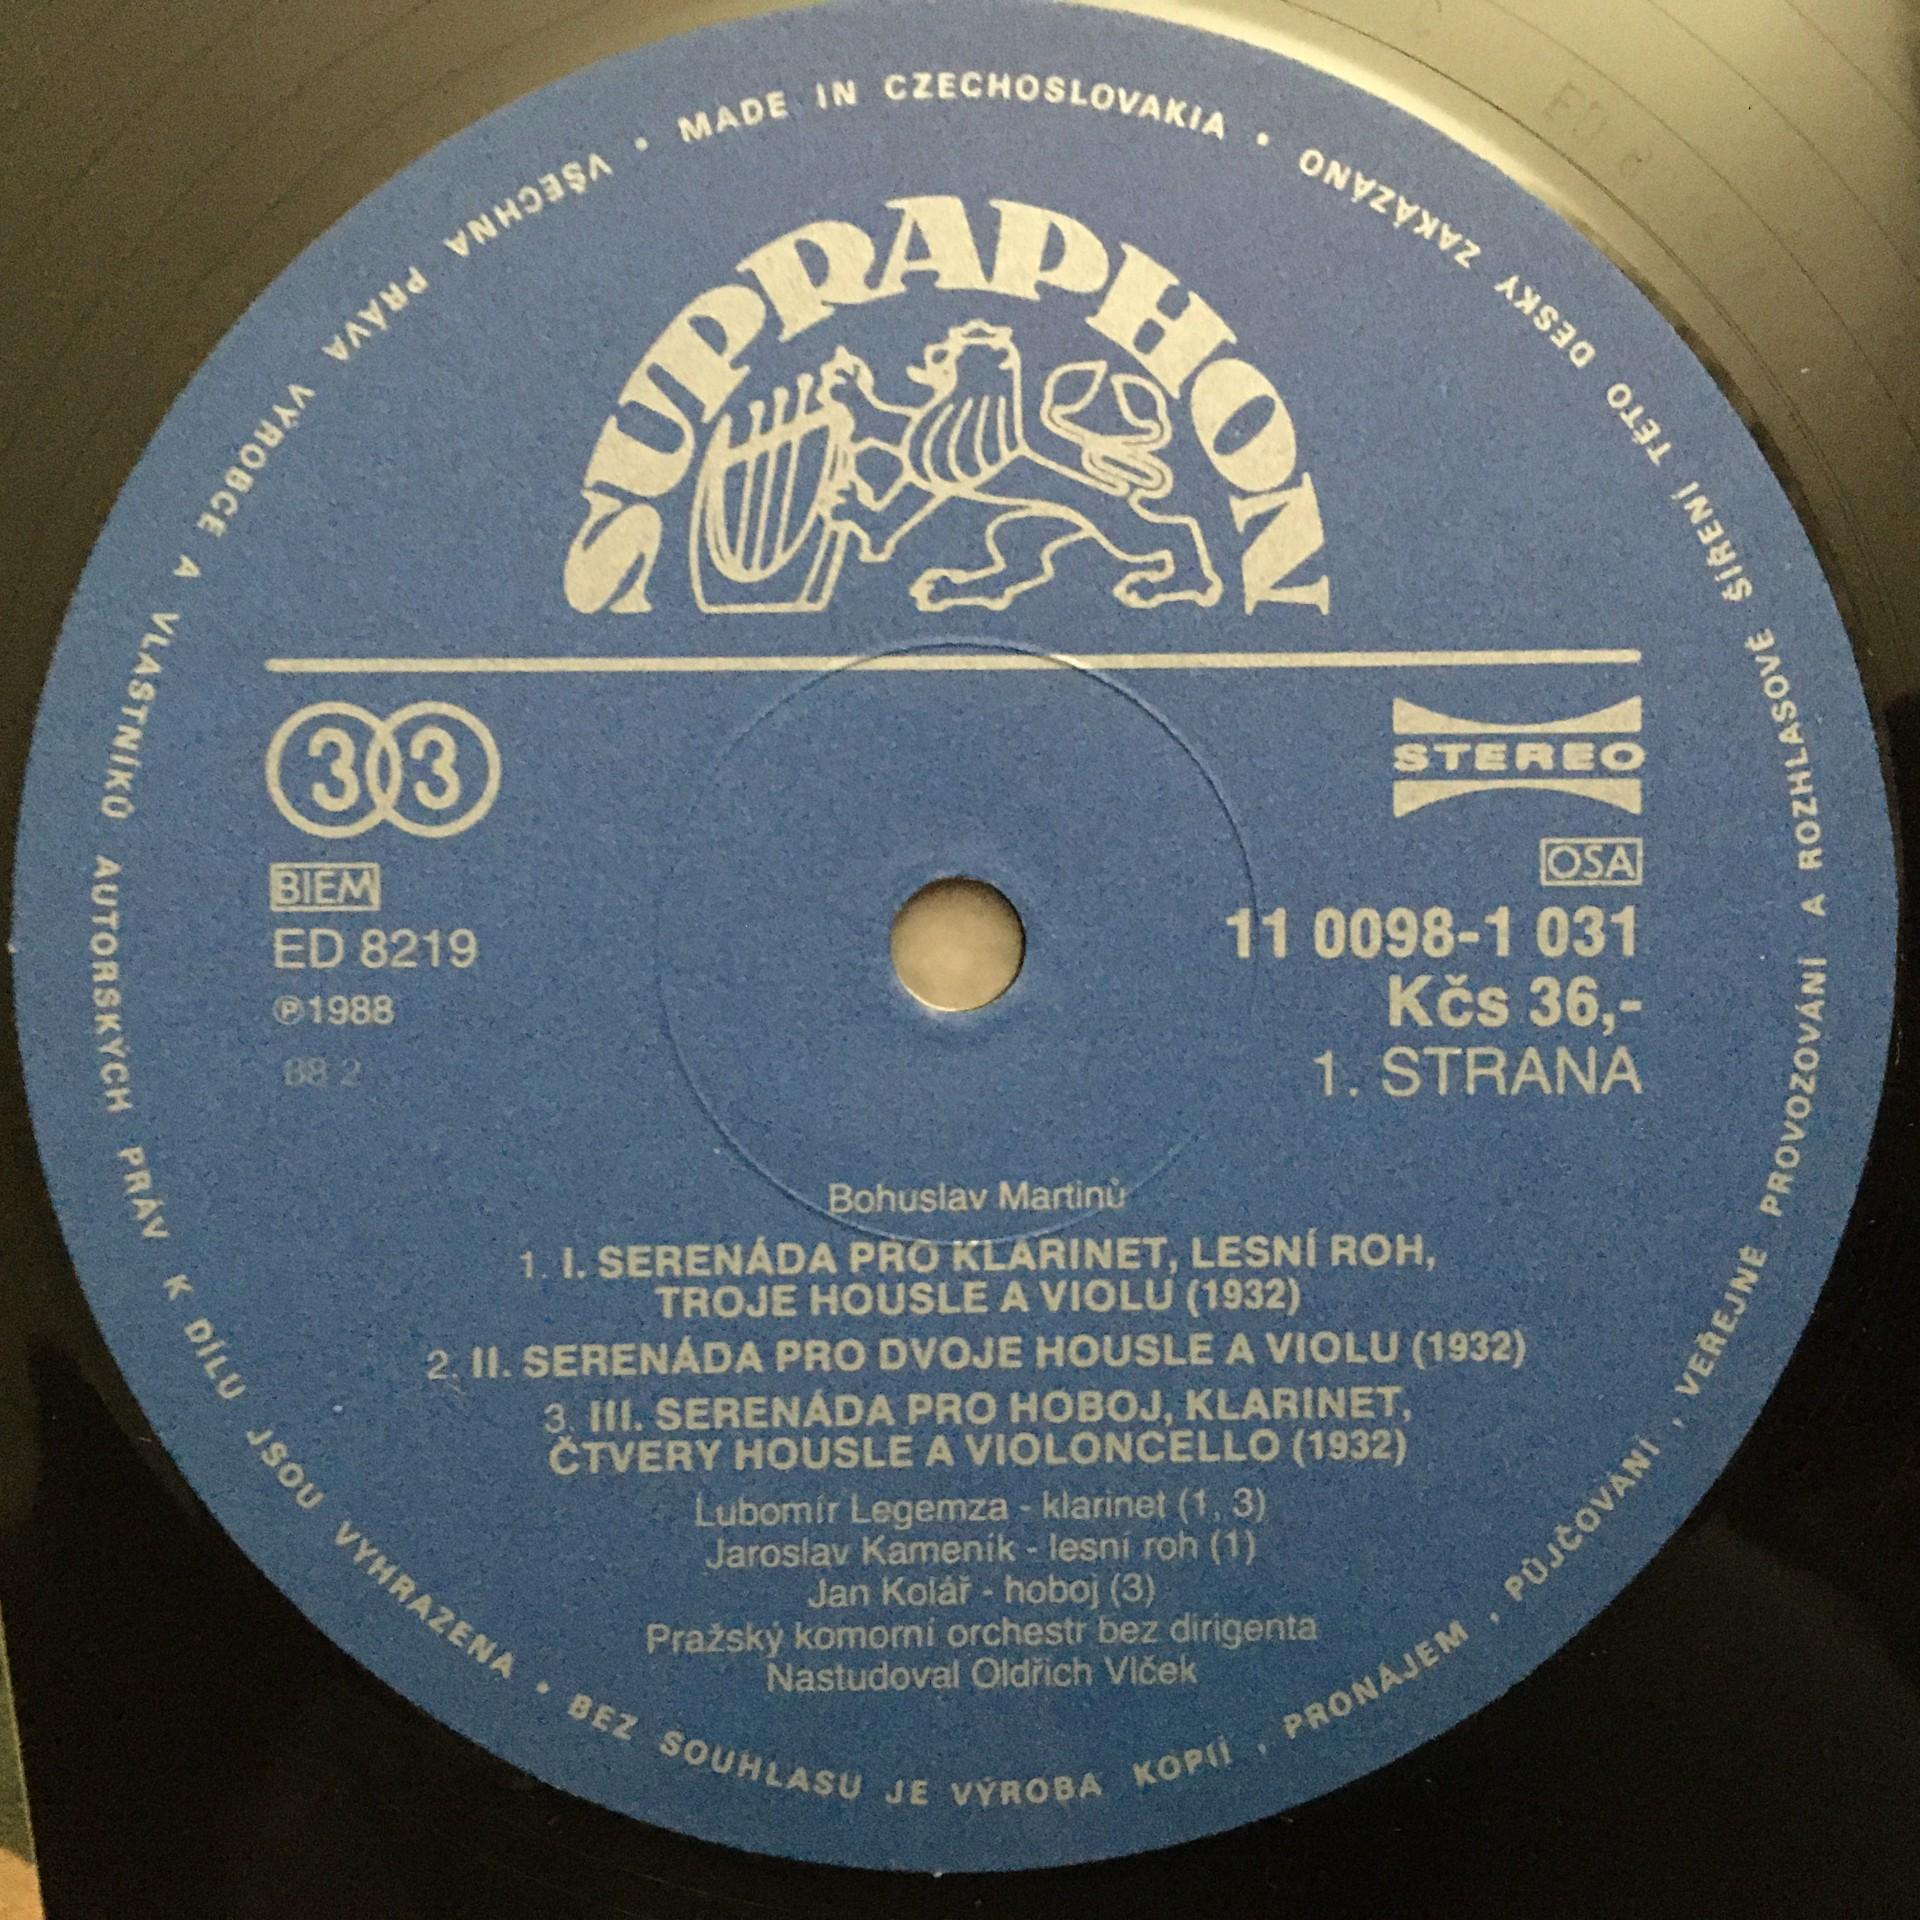 VŠECHNA PRÁVA VÝROBCE A VLASTNÍKŮ AUTORSKÝCH PRÁV K DÍLU JSOU VYHRAZENA • BEZ SOUHLASU JE VÝROBA KOPIÍ, PRONÁJEM, PŮJČOVÁNÍ, VEŘEJNÉ PROVOZOVÁNÍ A ROZHLASOVÉ ŠÍŘENÍ TÉTO DESKY ZAKÁZÁNO • MADE IN CZECHOSLOVAKIA •
SUPRAPHON
33
STEREO
BIEM
OSA
ED 8219
11 0098-1 031
℗1988
Kčs 36,-
88 2
1. STRANA
Bohuslav Martinů
1. I. SERENÁDA PRO KLARINET, LESNÍ ROH,
TROJE HOUSLE A VIOLU (1932)
2. II. SERENÁDA PRO DVOJE HOUSLE A VIOLU (1932)
3. III. SERENÁDA PRO HOBOJ, KLARINET,
ČTVERY HOUSLE A VIOLONCELLO (1932)
Lubomír Legemza - klarinet (1, 3)
Jaroslav Kameník - lesní roh (1)
Jan Kolář - hoboj (3)
Pražský komorní orchestr bez dirigenta
Nastudoval Oldřich Vlček